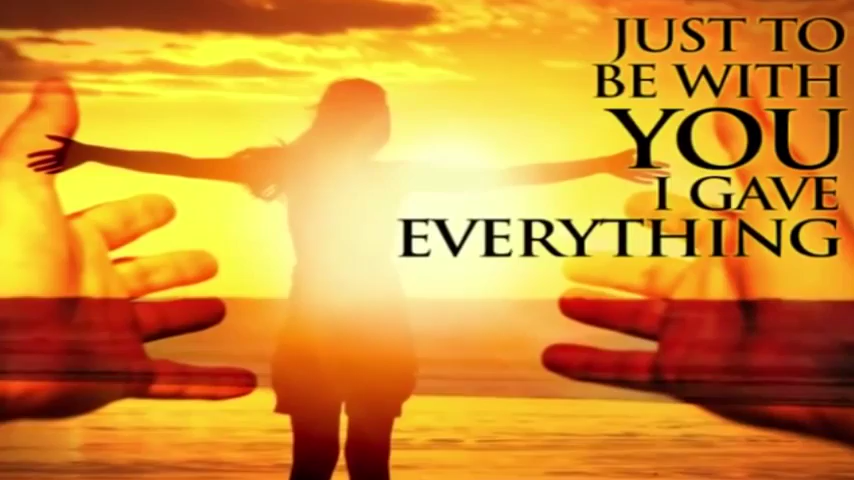 JUST TO
BE WITH
YOU
I GAVE
EVERYTHING